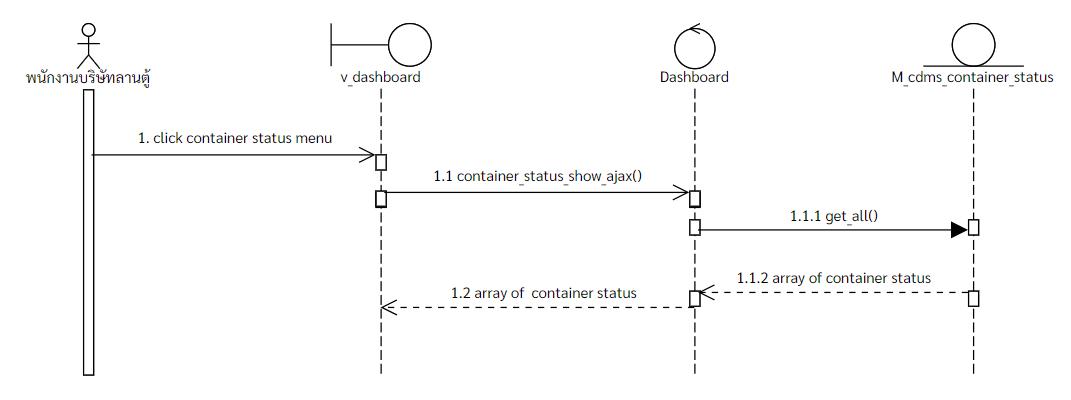 พนักงานบริษัทลานตู้
v_dashboard
Dashboard
M_cdms_container_status
1. click container status menu
1.1 container_status_show_ajax()
1.1.1 get_all()
1.1.2 array of container status
1.2 array of  container status